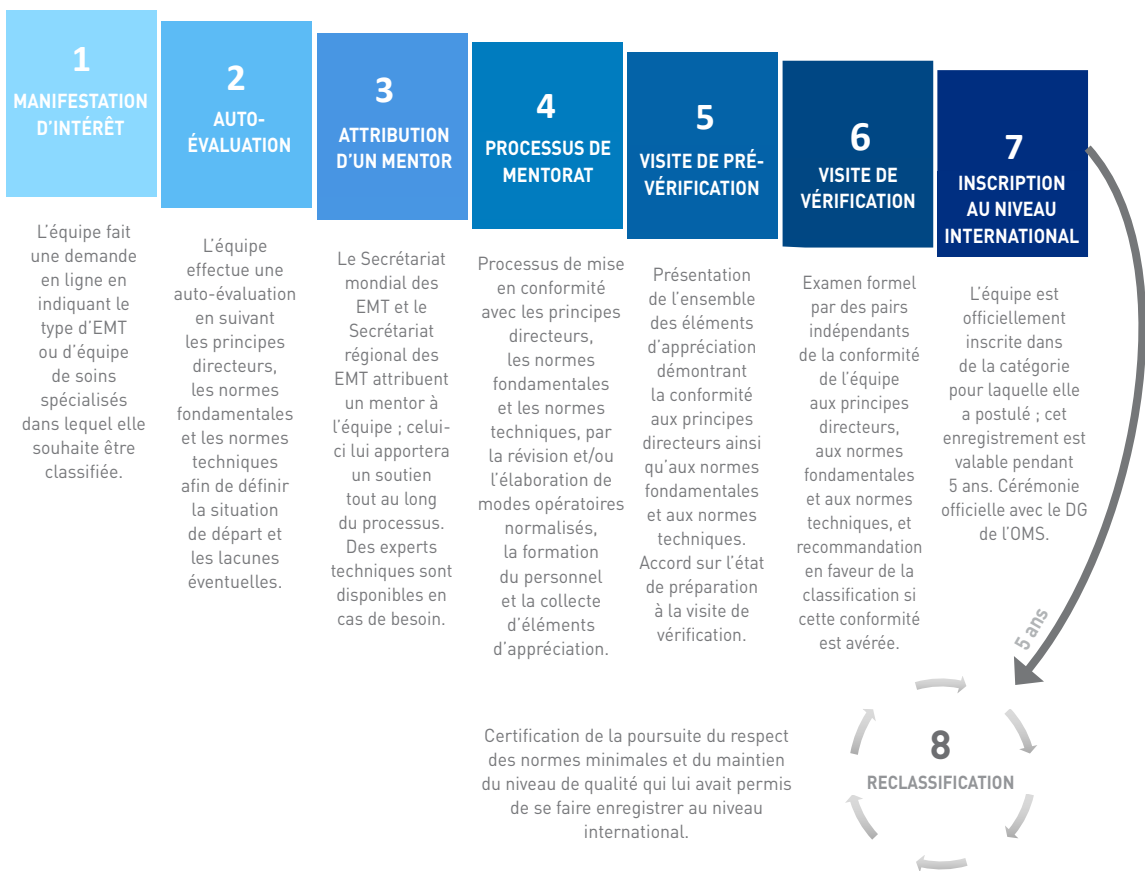 1
MANIFESTATION
D'INTÉRÊT
L'équipe fait
une demande
en ligne en
indiquant le
type d'EMT
ou d'équipe
de soins
spécialisés
dans lequel elle
souhaite être
classifiée.
2
AUTO-
ÉVALUATION
L'équipe
effectue une
auto-évaluation
en suivant
les principes
directeurs,
les normes
fondamentales
et les normes
techniques
afin de définir
la situation
de départ et
les lacunes
éventuelles.
3
ATTRIBUTION
D'UN MENTOR
Le Secrétariat
mondial des
EMT et le
Secrétariat
régional des
EMT attribuent
un mentor à
l'équipe ; celui-
ci lui apportera
un soutien
tout au long
du processus.
Des experts
techniques sont
disponibles en
cas de besoin.
4
PROCESSUS DE
MENTORAT
Processus de mise
en conformité
avec les principes
directeurs,
les normes
fondamentales
et les normes
techniques, par
la révision et/ou
l'élaboration de
modes opératoires
normalisés,
la formation
du personnel
et la collecte
d'éléments
d'appréciation.
5
VISITE DE PRÉ-
VÉRIFICATION
Présentation
de l'ensemble
des éléments
d'appréciation
démontrant
la conformité
aux principes
directeurs ainsi
qu'aux normes
fondamentales
et aux normes
techniques.
Accord sur l'état
de préparation
à la visite de
vérification.
6
VISITE DE
VÉRIFICATION
Examen formel
par des pairs
indépendants
de la conformité
de l'équipe
aux principes
directeurs,
aux normes
fondamentales
et aux normes
techniques, et
recommandation
en faveur de la
classification si
cette conformité
est avérée.
7
INSCRIPTION
AU NIVEAU
INTERNATIONAL
L'équipe est
officiellement
inscrite dans
de la catégorie
pour laquelle elle
a postulé ; cet
enregistrement est
valable pendant
5 ans. Cérémonie
officielle avec le DG
de l'OMS.
5 ans
8
RECLASSIFICATION
Certification de la poursuite du respect
des normes minimales et du maintien
du niveau de qualité qui lui avait permis
de se faire enregistrer au niveau
international.